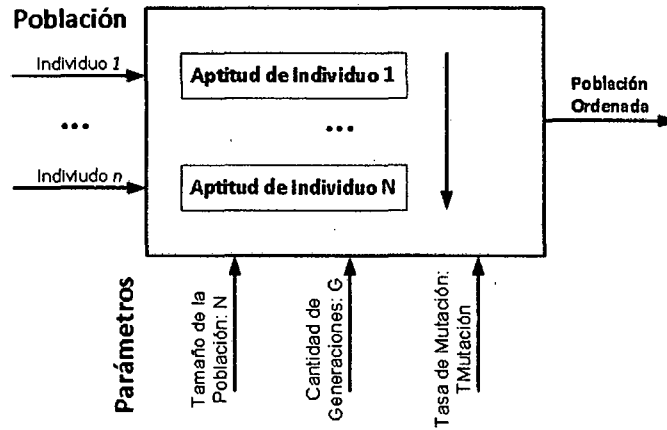 Población
Individuo 1
...
Indiviudo n
Aptitud de Individuo 1
...
Aptitud de Individuo N
Población
Ordenada
Parámetros
Tamaño de la
Población: N
Cantidad de
Generaciones: G
Tasa de Mutación:
TMutación